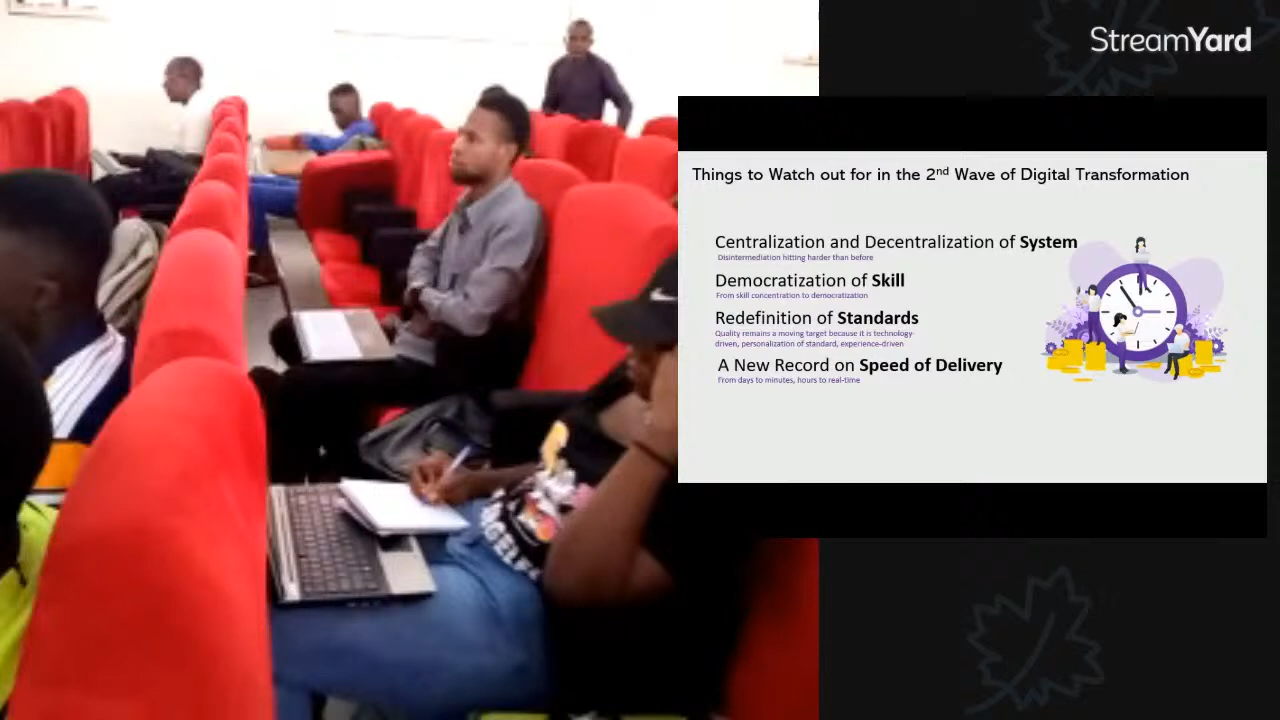 StreamYard
Things to Watch out for in the 2nd Wave of Digital Transformation
Centralization and Decentralization of System
Disintermediation hitting harder than before
Democratization of Skill
From skill concentration to democratization
Redefinition of Standards
Quality remains a moving target because it is technology-
driven, personalization of standard, experience-driven
A New Record on Speed of Delivery
From days to minutes, hours to real-time